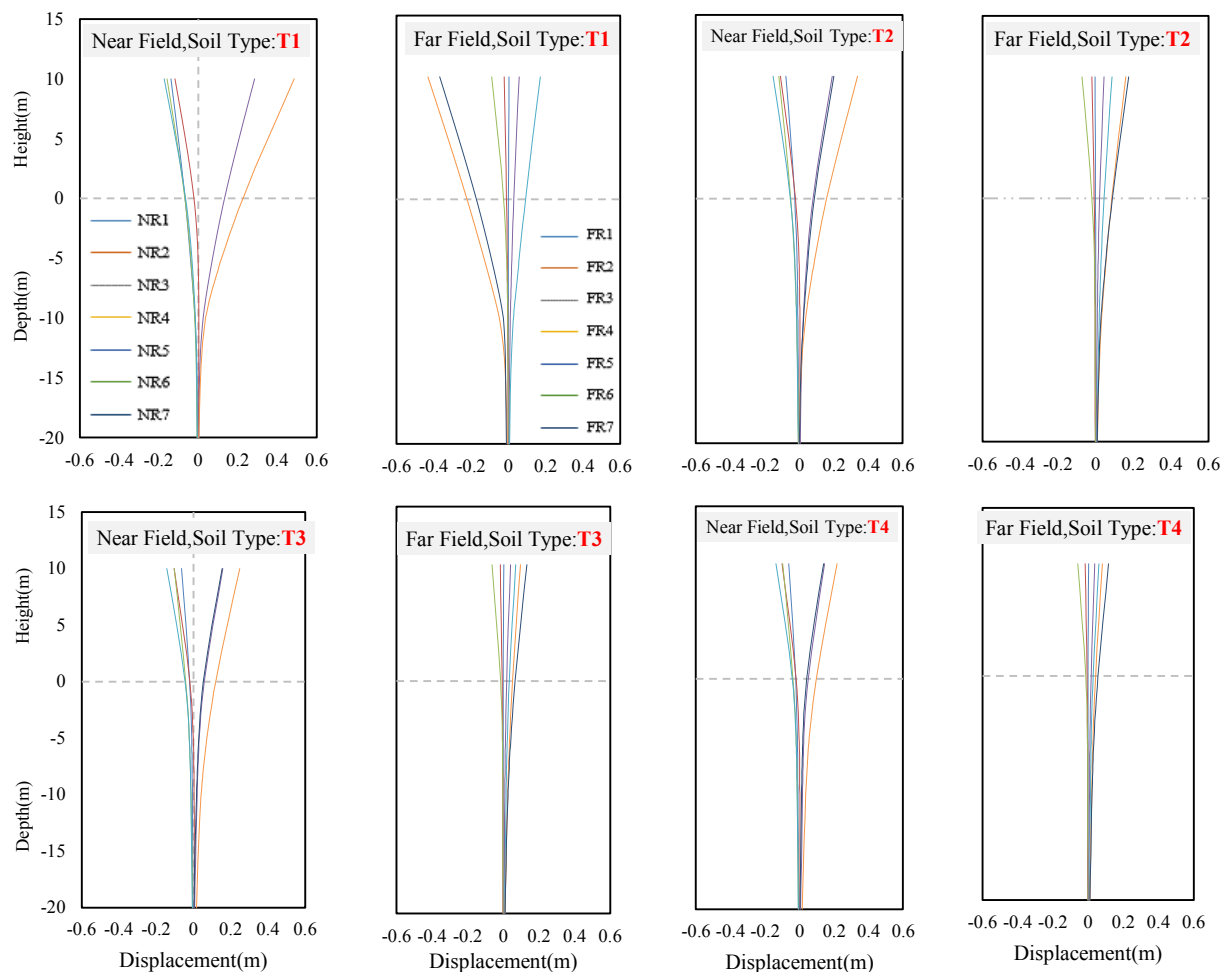 Near Field,Soil Type:T1
Far Field,Soil Type:T1
Near Field,Soil Type:T2
Far Field,Soil Type:T2
15
10
5
0
-5
-10
-15
-20
Height(m)
Depth(m)
NR1
NR2
NR3
NR4
NR5
NR6
NR7
FR1
FR2
FR3
FR4
FR5
FR6
FR7
-0.6 -0.4 -0.2 0 0.2 0.4 0.6
-0.6 -0.4 -0.2 0 0.2 0.4 0.6
-0.6 -0.4 -0.2 0 0.2 0.4 0.6
-0.6 -0.4 -0.2 0 0.2 0.4 0.6
Near Field,Soil Type:T3
Far Field,Soil Type:T3
Near Field,Soil Type:T4
Far Field,Soil Type:T4
15
10
5
0
-5
-10
-15
-20
Height(m)
Depth(m)
-0.6 -0.4 -0.2 0 0.2 0.4 0.6
-0.6 -0.4 -0.2 0 0.2 0.4 0.6
-0.6 -0.4 -0.2 0 0.2 0.4 0.6
-0.6 -0.4 -0.2 0 0.2 0.4 0.6
Displacement(m)
Displacement(m)
Displacement(m)
Displacement(m)